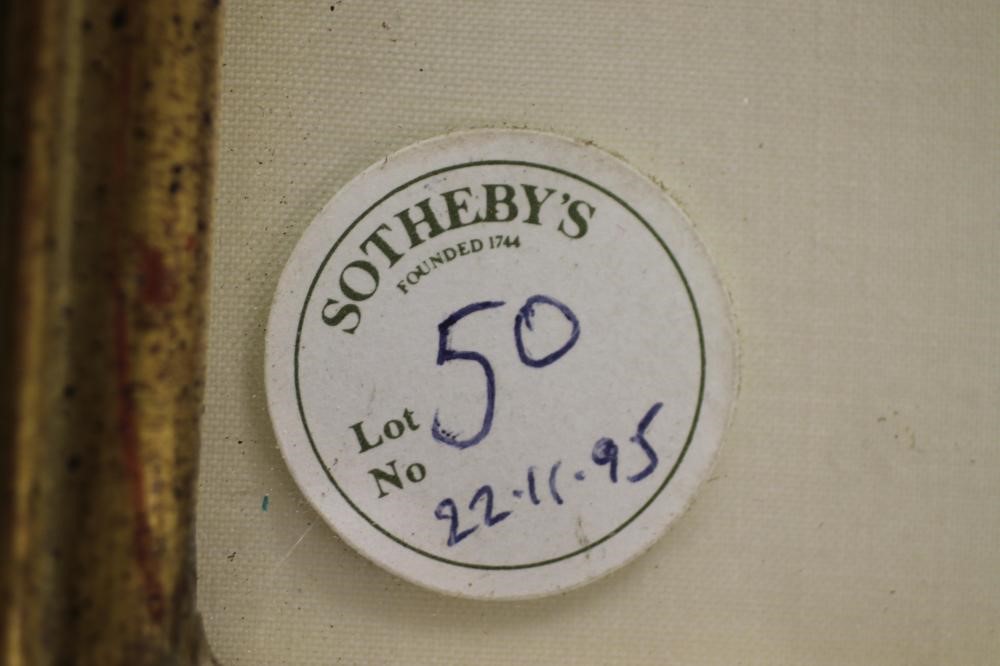 SOTHEBY'S
FOUNDED 1744
Lot No 50
22.11.95